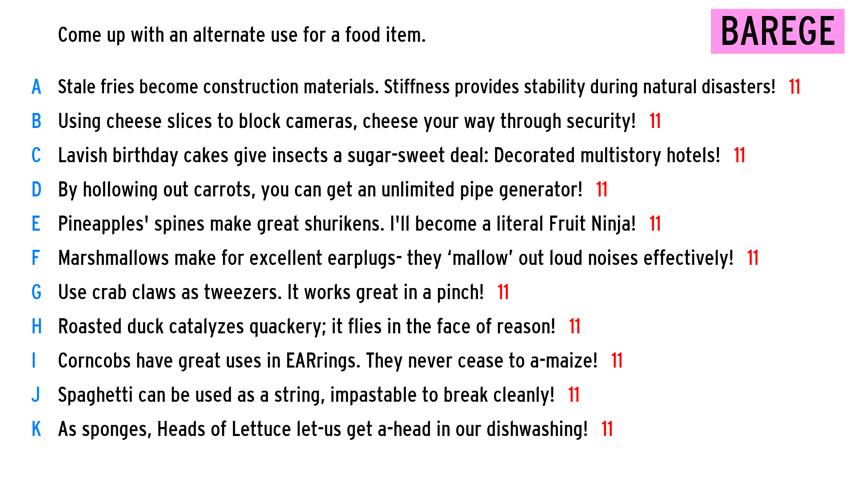 Come up with an alternate use for a food item.
BAREGE
A Stale fries become construction materials. Stiffness provides stability during natural disasters! 11
B Using cheese slices to block cameras, cheese your way through security! 11
C Lavish birthday cakes give insects a sugar-sweet deal: Decorated multistory hotels! 11
D By hollowing out carrots, you can get an unlimited pipe generator! 11
E Pineapples' spines make great shurikens. I'll become a literal Fruit Ninja! 11
F Marshmallows make for excellent earplugs- they ‘mallow’ out loud noises effectively! 11
G Use crab claws as tweezers. It works great in a pinch! 11
H Roasted duck catalyzes quackery; it flies in the face of reason! 11
I Corncobs have great uses in EARrings. They never cease to a-maize! 11
J Spaghetti can be used as a string, impastable to break cleanly! 11
K As sponges, Heads of Lettuce let-us get a-head in our dishwashing! 11